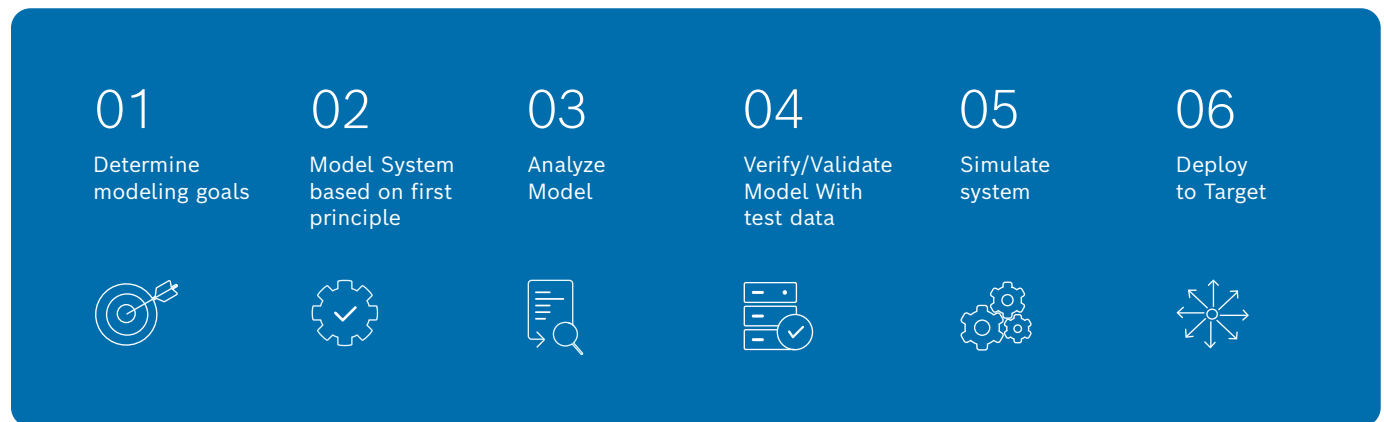 01
Determine
modeling goals
02
Model System
based on first
principle
03
Analyze
Model
04
Verify/Validate
Model With
test data
05
Simulate
system
06
Deploy
to Target